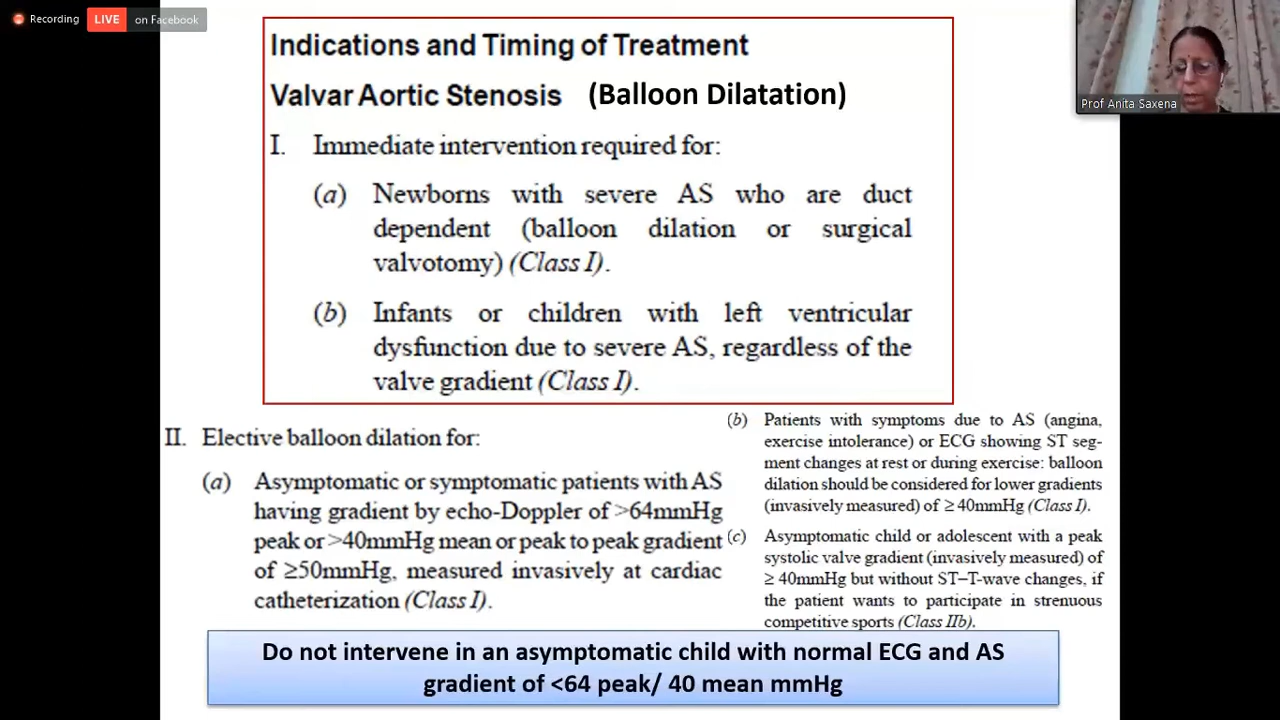 Recording LIVE on Facebook
Prof Anita Saxena
Indications and Timing of Treatment
Valvar Aortic Stenosis (Balloon Dilatation)
I. Immediate intervention required for:
(a) Newborns with severe AS who are duct
dependent (balloon dilation or surgical
valvotomy) (Class I).
(b) Infants or children with left ventricular
dysfunction due to severe AS, regardless of the
valve gradient (Class I).
II. Elective balloon dilation for:
(a) Asymptomatic or symptomatic patients with AS
having gradient by echo-Doppler of >64mmHg
peak or >40mmHg mean or peak to peak gradient
of ≥50mmHg, measured invasively at cardiac
catheterization (Class I).
(b) Patients with symptoms due to AS (angina,
exercise intolerance) or ECG showing ST seg-
ment changes at rest or during exercise: balloon
dilation should be considered for lower gradients
(invasively measured) of ≥ 40mmHg (Class I).
(c) Asymptomatic child or adolescent with a peak
systolic valve gradient (invasively measured) of
≥ 40mmHg but without ST–T-wave changes, if
the patient wants to participate in strenuous
competitive sports (Class IIb).
Do not intervene in an asymptomatic child with normal ECG and AS
gradient of <64 peak/ 40 mean mmHg